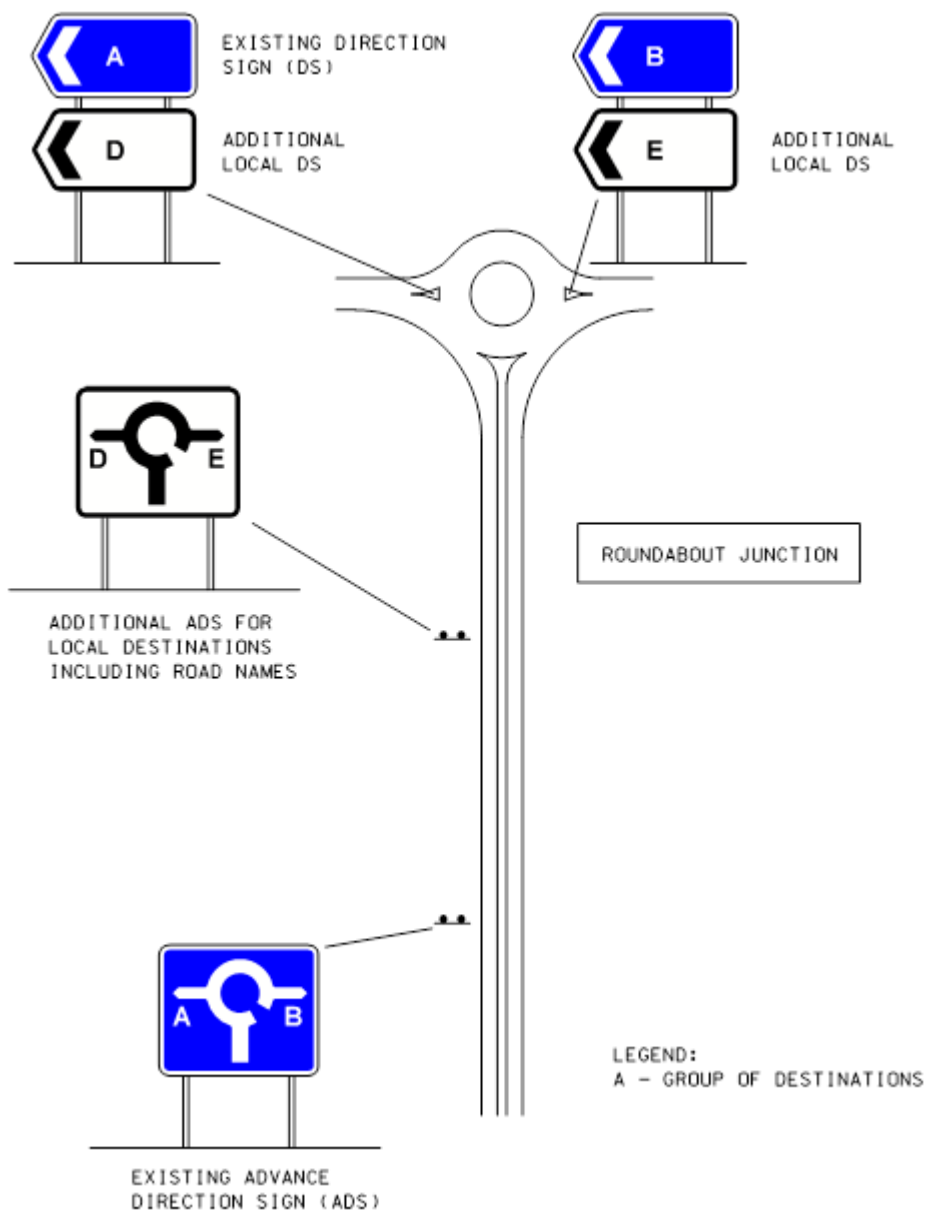 A
EXISTING DIRECTION
SIGN (DS)
D
ADDITIONAL
LOCAL DS
B
E
ADDITIONAL
LOCAL DS
D
E
ADDITIONAL ADS FOR
LOCAL DESTINATIONS
INCLUDING ROAD NAMES
ROUNDABOUT JUNCTION
A
B
EXISTING ADVANCE
DIRECTION SIGN (ADS)
LEGEND:
A - GROUP OF DESTINATIONS